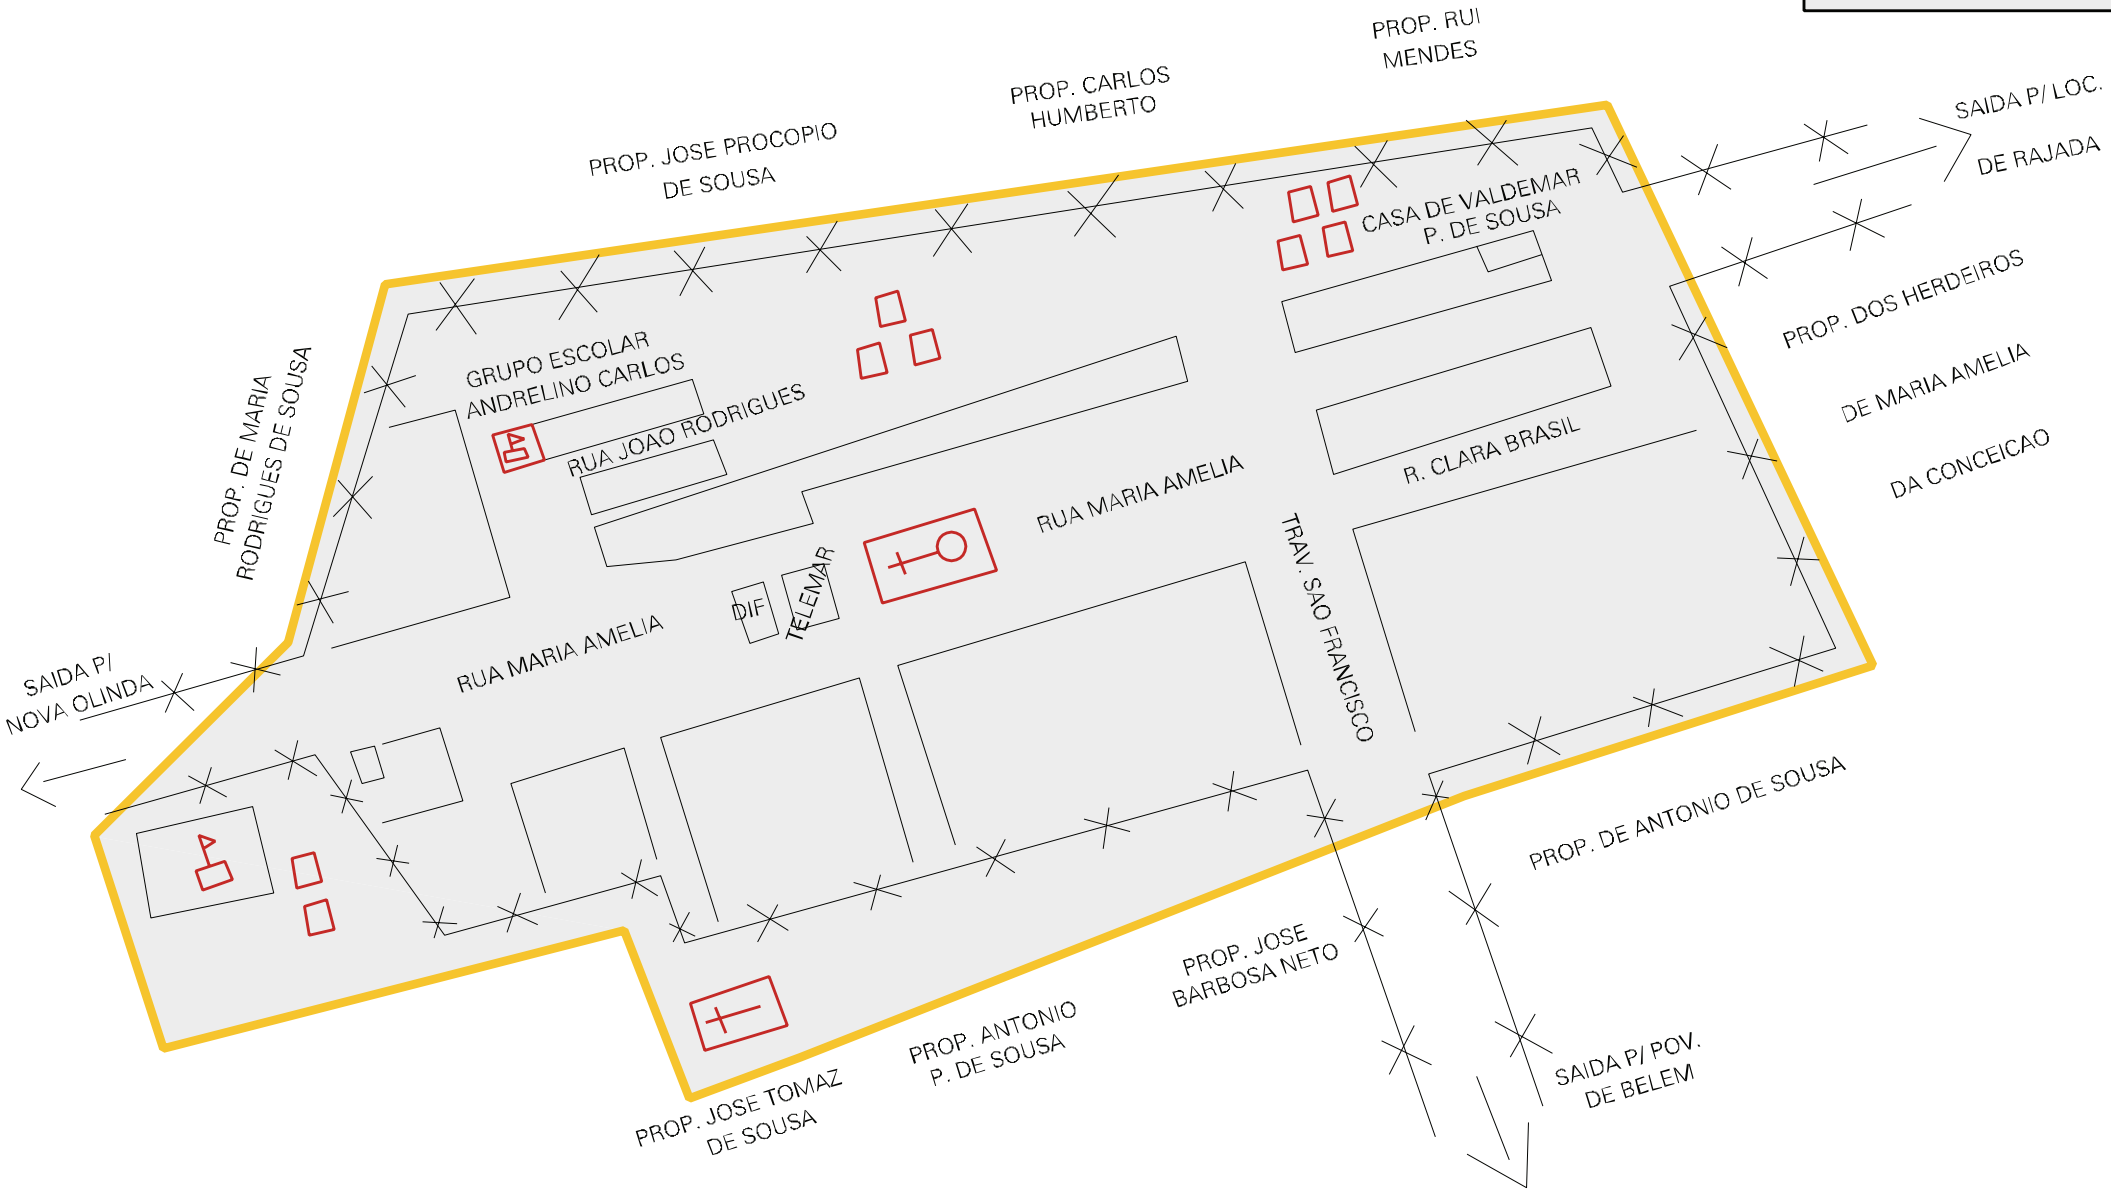 PROP. RUI
MENDES
PROP. CARLOS
HUMBERTO
PROP. JOSE PROCOPIO
DE SOUSA
SAIDA P/ LOC.
DE RAJADA
CASA DE VALDEMAR
P. DE SOUSA
PROP. DOS HERDEIROS
DE MARIA AMELIA
DA CONCEICAO
GRUPO ESCOLAR
ANDRELINO CARLOS
RUA JOAO RODRIGUES
PROP. DE MARIA
RODRIGUES DE SOUSA
R. CLARA BRASIL
RUA MARIA AMELIA
TRAV. SAO FRANCISCO
DIF
TELEMAR
RUA MARIA AMELIA
SAIDA P/
NOVA OLINDA
PROP. DE ANTONIO DE SOUSA
PROP. JOSE
BARBOSA NETO
PROP. ANTONIO
P. DE SOUSA
SAIDA P/ POV.
DE BELEM
PROP. JOSE TOMAZ
DE SOUSA